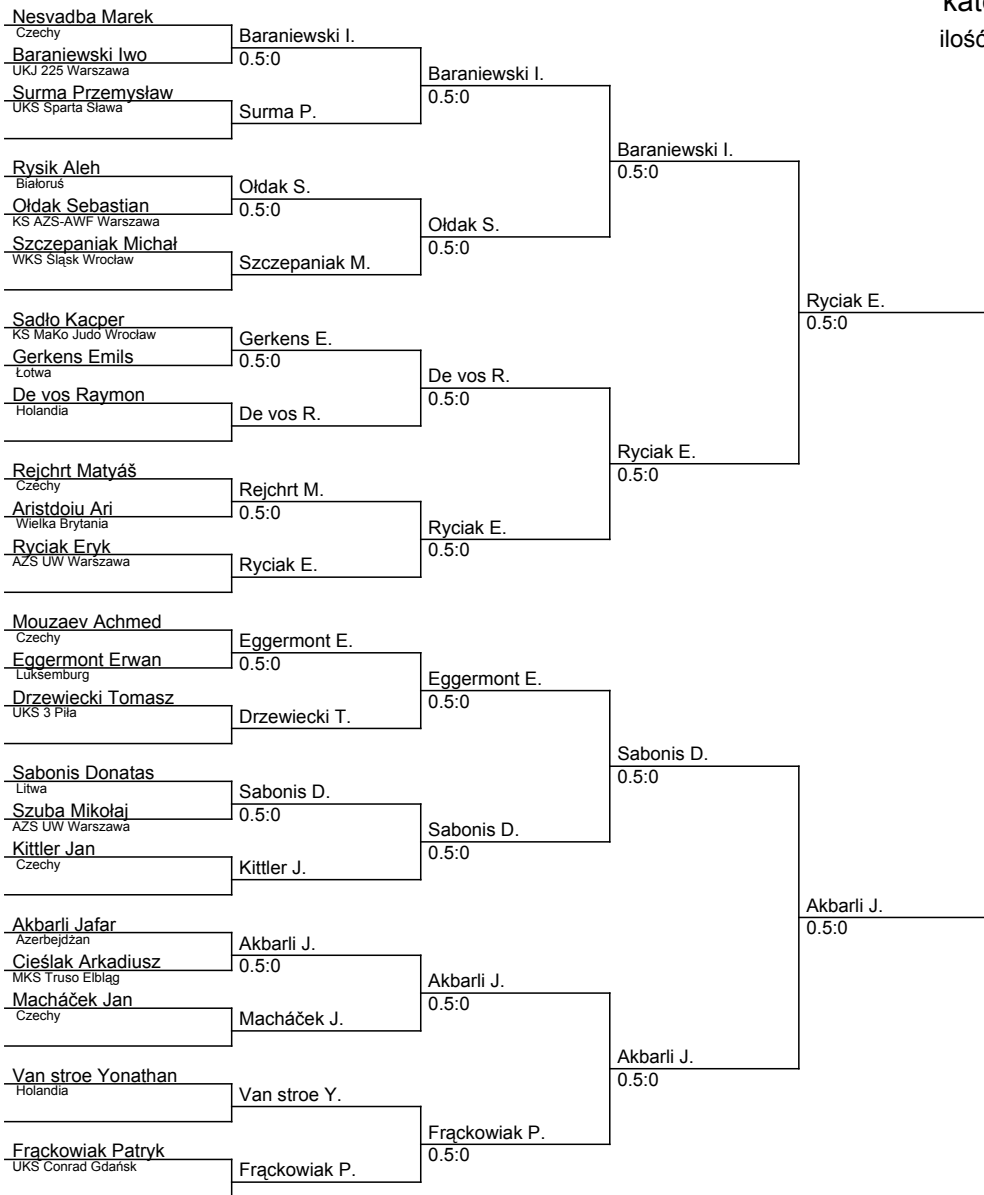 kat
ilość
Nesvadba Marek
Czechy
Baraniewski Iwo
UKJ 225 Warszawa
Surma Przemysław
UKS Sparta Sława
Rysik Aleh
Białoruś
Ołdak Sebastian
KS AZS-AWF Warszawa
Szczepaniak Michał
WKS Śląsk Wrocław
Sadło Kacper
KS MaKo Judo Wrocław
Gerkens Emils
Łotwa
De vos Raymon
Holandia
Rejchrt Matyáš
Czechy
Aristdoiu Ari
Wielka Brytania
Ryciak Eryk
AZS UW Warszawa
Mouzaev Achmed
Czechy
Eggermont Erwan
Luksemburg
Drzewiecki Tomasz
UKS 3 Piła
Sabonis Donatas
Litwa
Szuba Mikołaj
AZS UW Warszawa
Kittler Jan
Czechy
Akbarli Jafar
Azerbejdżan
Cieślak Arkadiusz
MKS Truso Elbląg
Macháček Jan
Czechy
Van stroe Yonathan
Holandia
Frąckowiak Patryk
UKS Conrad Gdańsk
Baraniewski I.
0.5:0
Surma P.
Ołdak S.
0.5:0
Szczepaniak M.
Gerkens E.
0.5:0
De vos R.
Rejchrt M.
0.5:0
Ryciak E.
Eggermont E.
0.5:0
Drzewiecki T.
Sabonis D.
0.5:0
Kittler J.
Akbarli J.
0.5:0
Macháček J.
Van stroe Y.
Frąckowiak P.
Baraniewski I.
0.5:0
Ołdak S.
0.5:0
De vos R.
0.5:0
Ryciak E.
0.5:0
Eggermont E.
0.5:0
Sabonis D.
0.5:0
Akbarli J.
0.5:0
Frąckowiak P.
0.5:0
Baraniewski I.
0.5:0
Ryciak E.
0.5:0
Sabonis D.
0.5:0
Akbarli J.
0.5:0
Ryciak E.
0.5:0
Akbarli J.
0.5:0